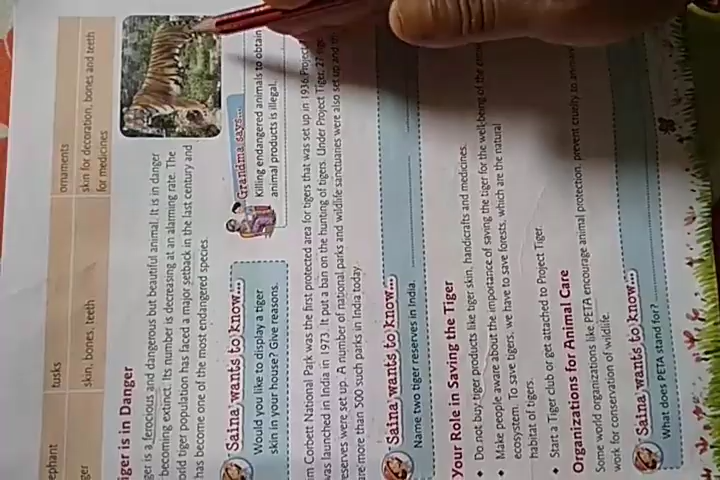 ephant tusks ornaments
ger skin, bones, teeth skin for decoration, bones and teeth
for medicines
iger is in Danger
ger is a ferocious and dangerous but beautiful animal. It is in danger
becoming extinct. Its number is decreasing at an alarming rate. The
orld tiger population has faced a major setback in the last century and
has become one of the most endangered species.
Saina wants to know...
Would you like to display a tiger
skin in your house? Give reasons.
Grandma says...
Killing endangered animals to obtain
animal products is illegal.
m Corbett National Park was the first protected area for tigers that was set up in 1936. Project
was launched in India in 1973. It put a ban on the hunting of tigers. Under Project Tiger, 27
eserves were set up. A number of national parks and wildlife sanctuaries were also set up and
are more than 500 such parks in India today.
Saina wants to know...
Name two tiger reserves in India.
Your Role in Saving the Tiger
• Do not buy tiger products like tiger skin, handicrafts and medicines.
• Make people aware about the importance of saving the tiger for the well-being of the
ecosystem. To save tigers, we have to save forests, which are the natural
habitat of tigers.
• Start a Tiger club or get attached to Project Tiger.
Organizations for Animal Care
Some world organizations like PETA encourage animal protection, prevent cruelty to
work for conservation of wildlife.
Saina wants to know...
What does PETA stand for?